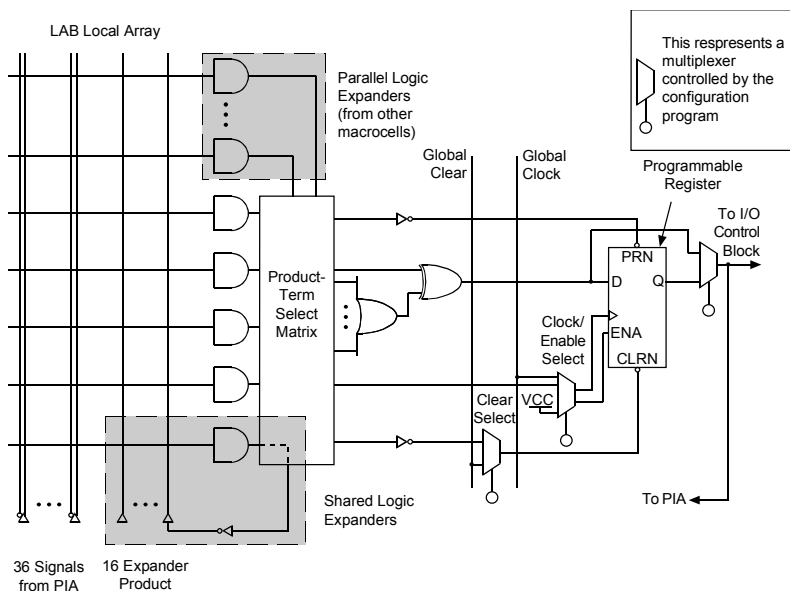 LAB Local Array
Parallel Logic
Expanders
(from other
macrocells)
This respresents a
multiplexer
controlled by the
configuration
program
Global
Clear
Global
Clock
Programmable
Register
To I/O
Control
Block
PRN
D
Q
Product-
Term
Select
Matrix
Clock/
Enable
Select
ENA
CLRN
VCC
Clear
Select
Shared Logic
Expanders
To PIA
36 Signals
from PIA
16 Expander
Product